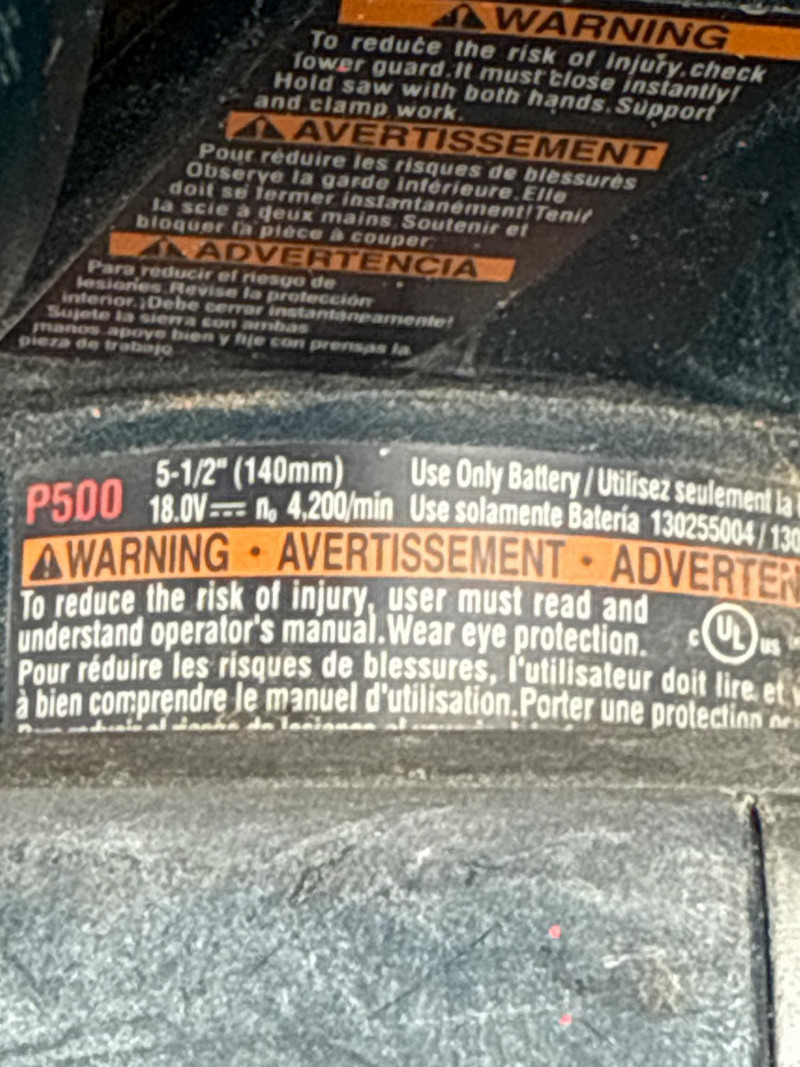 WARNING
To reduce the risk of injury, check
lower guard. It must close instantly!
Hold saw with both hands. Support
and clamp work.
AVERTISSEMENT
Pour réduire les risques de blessures
Observe la garde inférieure. Elle
doit se fermer instantanément! Tenir
la scie à deux mains. Soutenir et
bloquer la pièce à couper.
ADVERTENCIA
Para reducir el riesgo de
lesiones. Revise la protección
interior. ¡Debe cerrar instantáneamente!
Sujete la sierra con ambas
manos apoye bien y fije con prensas la
pieza de trabajo
P500
5-1/2" (140mm)
18.0V n₀ 4,200/min
Use Only Battery / Utilisez seulement la
Use solamente Batería 130255004 / 130
WARNING • AVERTISSEMENT • ADVERTEN
To reduce the risk of injury, user must read and
understand operator's manual. Wear eye protection.
c UL us
Pour réduire les risques de blessures, l'utilisateur doit lire et
à bien comprendre le manuel d'utilisation. Porter une protection